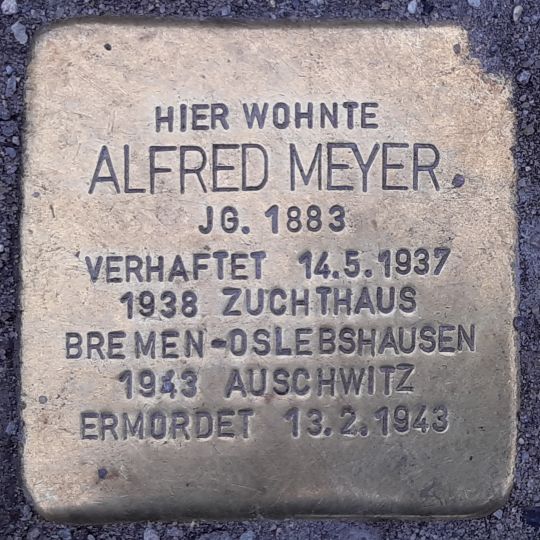 HIER WOHNTE
ALFRED MEYER
JG. 1883
VERHAFTET 14.5.1937
1938 ZUCHTHAUS
BREMEN-OSLEBSHAUSEN
1943 AUSCHWITZ
ERMORDET 13.2.1943